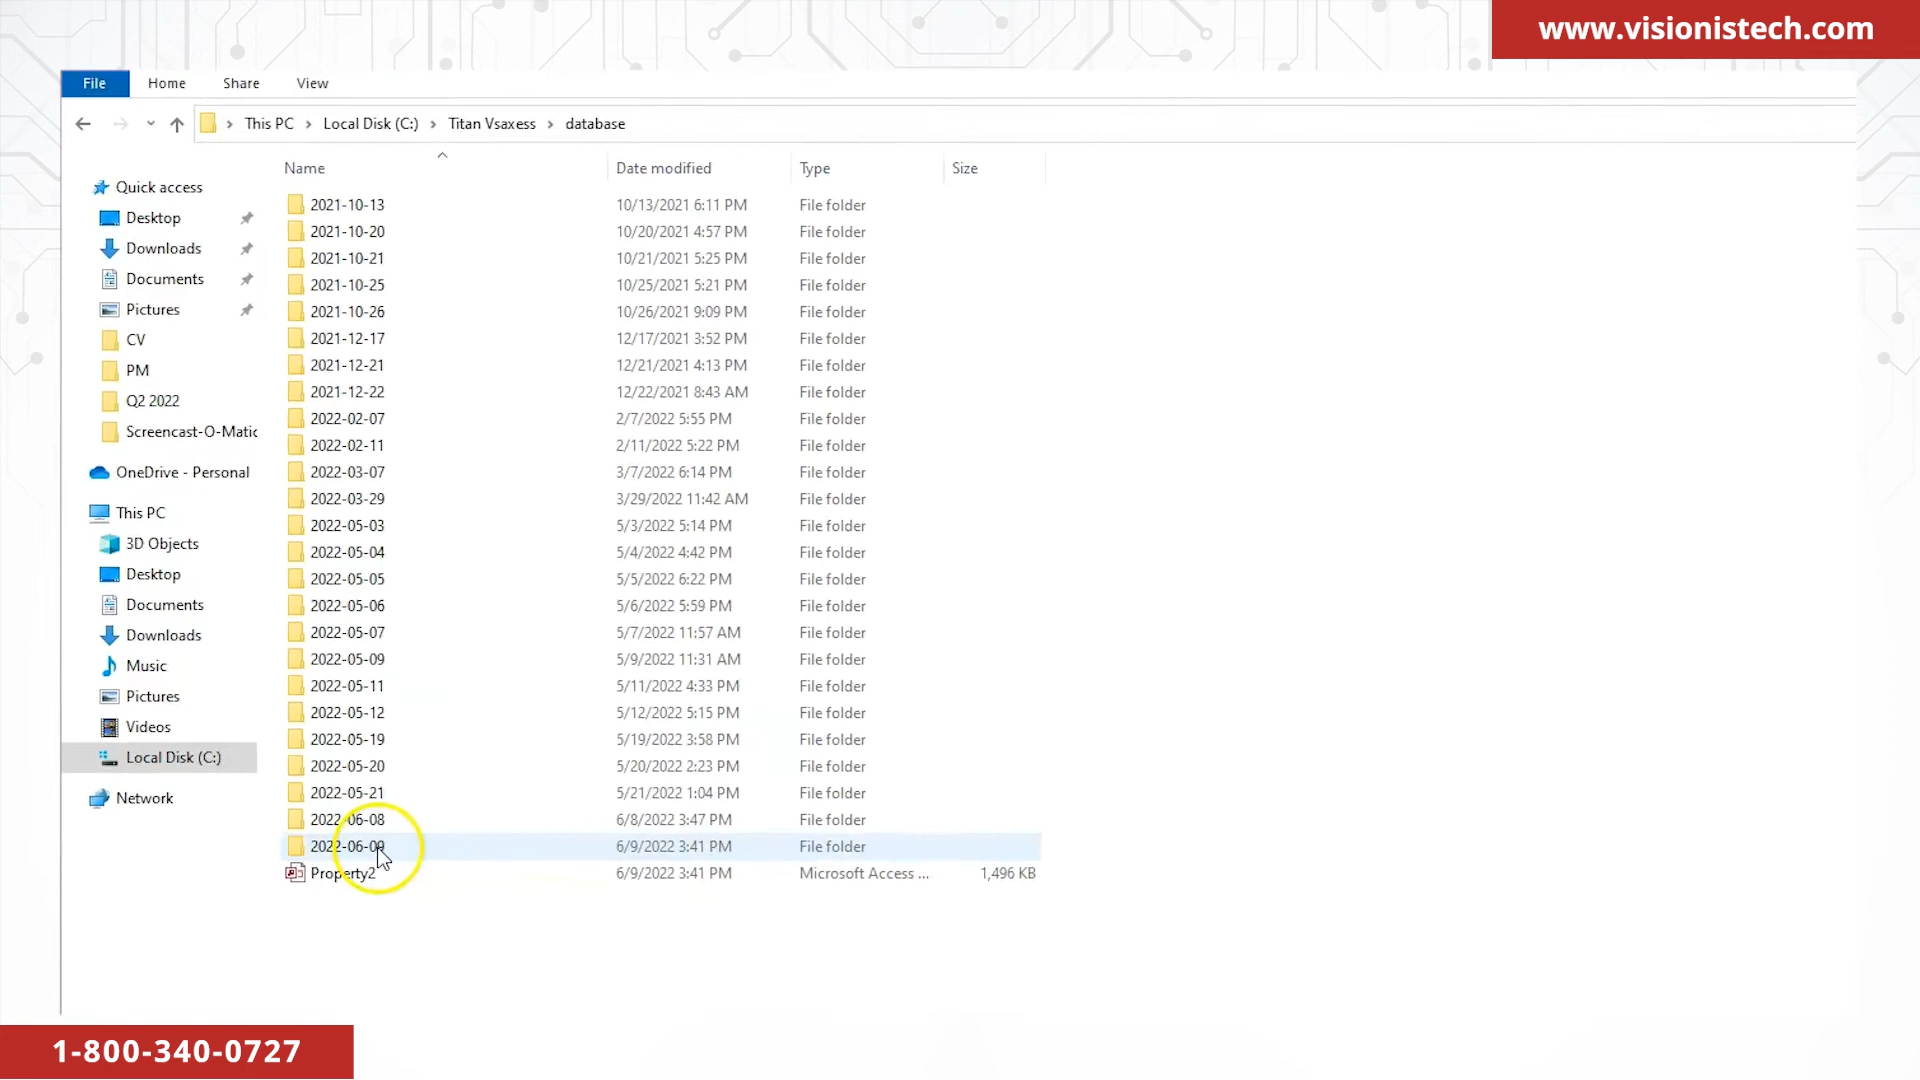 www.visionistech.com
File Home Share View
This PC Local Disk (C:) Titan Vsaxess database
Name Date modified Type Size
Quick access
Desktop
Downloads
Documents
Pictures
CV
PM
Q2 2022
Screencast-O-Matic
OneDrive - Personal
This PC
3D Objects
Desktop
Documents
Downloads
Music
Pictures
Videos
Local Disk (C:)
Network
2021-10-13 10/13/2021 6:11 PM File folder
2021-10-20 10/20/2021 4:57 PM File folder
2021-10-21 10/21/2021 5:25 PM File folder
2021-10-25 10/25/2021 5:21 PM File folder
2021-10-26 10/26/2021 9:09 PM File folder
2021-12-17 12/17/2021 3:52 PM File folder
2021-12-21 12/21/2021 4:13 PM File folder
2021-12-22 12/22/2021 8:43 AM File folder
2022-02-07 2/7/2022 5:55 PM File folder
2022-02-11 2/11/2022 5:22 PM File folder
2022-03-07 3/7/2022 6:14 PM File folder
2022-03-29 3/29/2022 11:42 AM File folder
2022-05-03 5/3/2022 5:14 PM File folder
2022-05-04 5/4/2022 4:42 PM File folder
2022-05-05 5/5/2022 6:22 PM File folder
2022-05-06 5/6/2022 5:59 PM File folder
2022-05-07 5/7/2022 11:57 AM File folder
2022-05-09 5/9/2022 11:31 AM File folder
2022-05-11 5/11/2022 4:33 PM File folder
2022-05-12 5/12/2022 5:15 PM File folder
2022-05-19 5/19/2022 3:58 PM File folder
2022-05-20 5/20/2022 2:23 PM File folder
2022-05-21 5/21/2022 1:04 PM File folder
2022-06-08 6/8/2022 3:47 PM File folder
2022-06-09 6/9/2022 3:41 PM File folder
Property2 6/9/2022 3:41 PM Microsoft Access ... 1,496 KB
1-800-340-0727